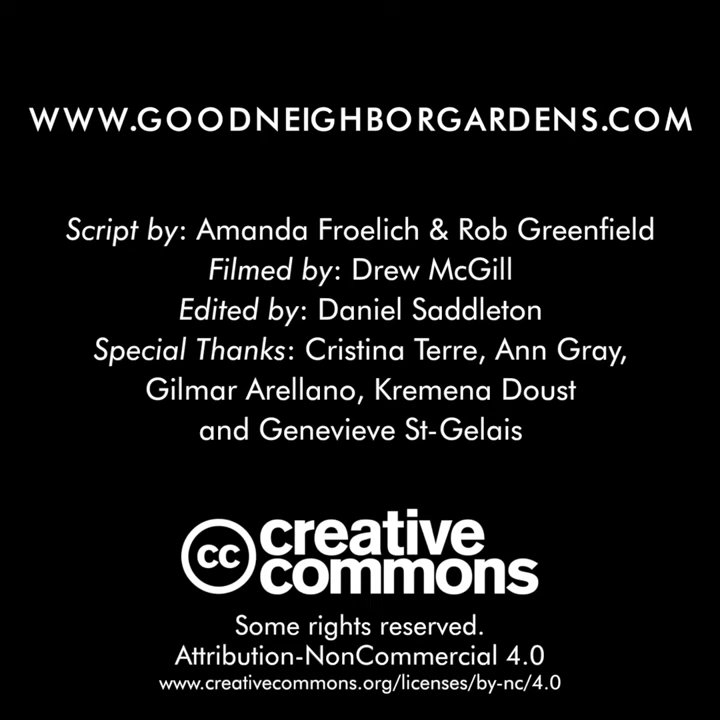 WWW.GOODNEIGHBORGARDENS.COM
Script by: Amanda Froelich & Rob Greenfield
Filmed by: Drew McGill
Edited by: Daniel Saddleton
Special Thanks: Cristina Terre, Ann Gray,
Gilmar Arellano, Kremena Doust
and Genevieve St-Gelais
cc creative
commons
Some rights reserved.
Attribution-NonCommercial 4.0
www.creativecommons.org/licenses/by-nc/4.0